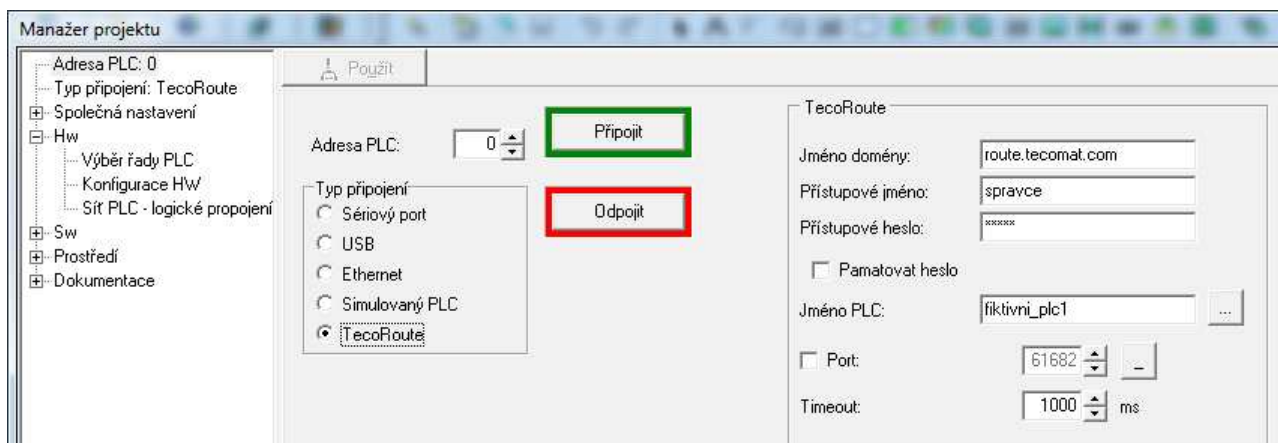 Manažer projektu
Adresa PLC: 0
Typ připojení: TecoRoute
Společná nastavení
Hw
Výběr řady PLC
Konfigurace HW
Síť PLC - logické propojení
Sw
Prostředí
Dokumentace
Použít
Adresa PLC: 0
Připojit
Odpojit
Typ připojení
Sériový port
USB
Ethernet
Simulovaný PLC
TecoRoute
TecoRoute
Jméno domény: route.tecomat.com
Přístupové jméno: spravce
Přístupové heslo: *****
Pamatovat heslo
Jméno PLC: fiktivni_plc1 ...
Port: 61682 _
Timeout: 1000 ms